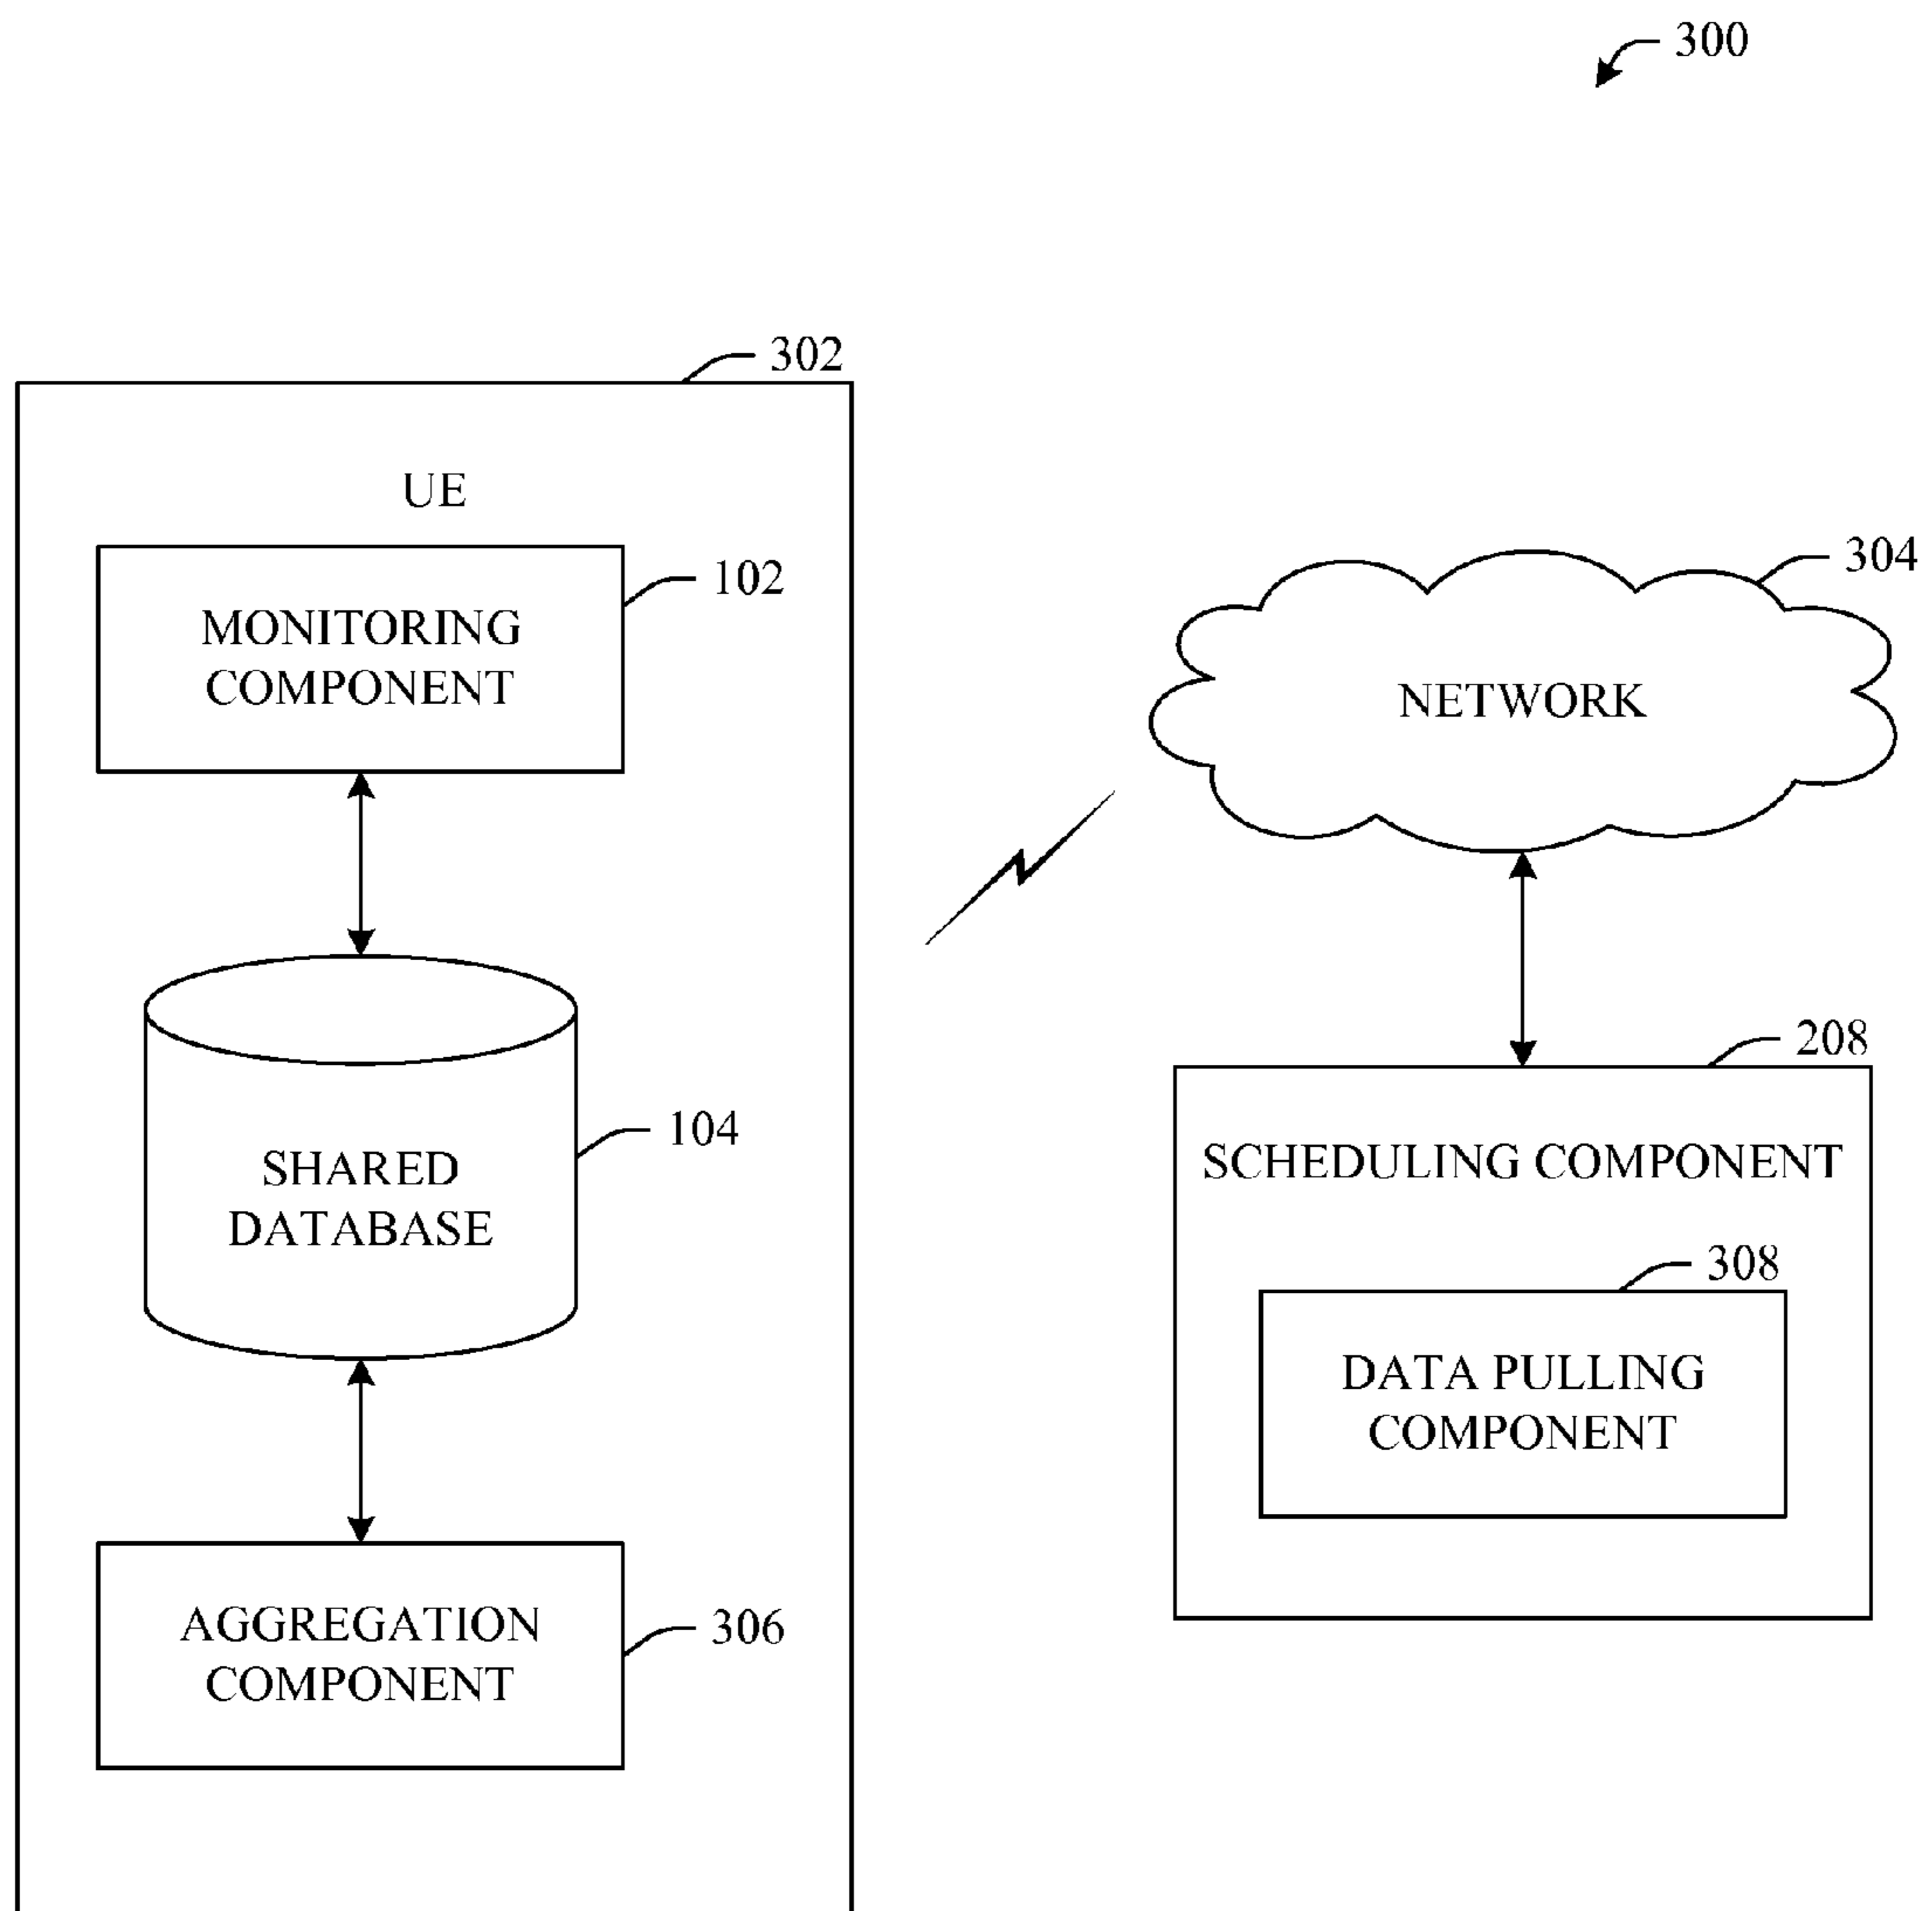 300
302
UE
102
MONITORING
COMPONENT
304
NETWORK
104
SHARED
DATABASE
208
SCHEDULING COMPONENT
308
DATA PULLING
COMPONENT
306
AGGREGATION
COMPONENT